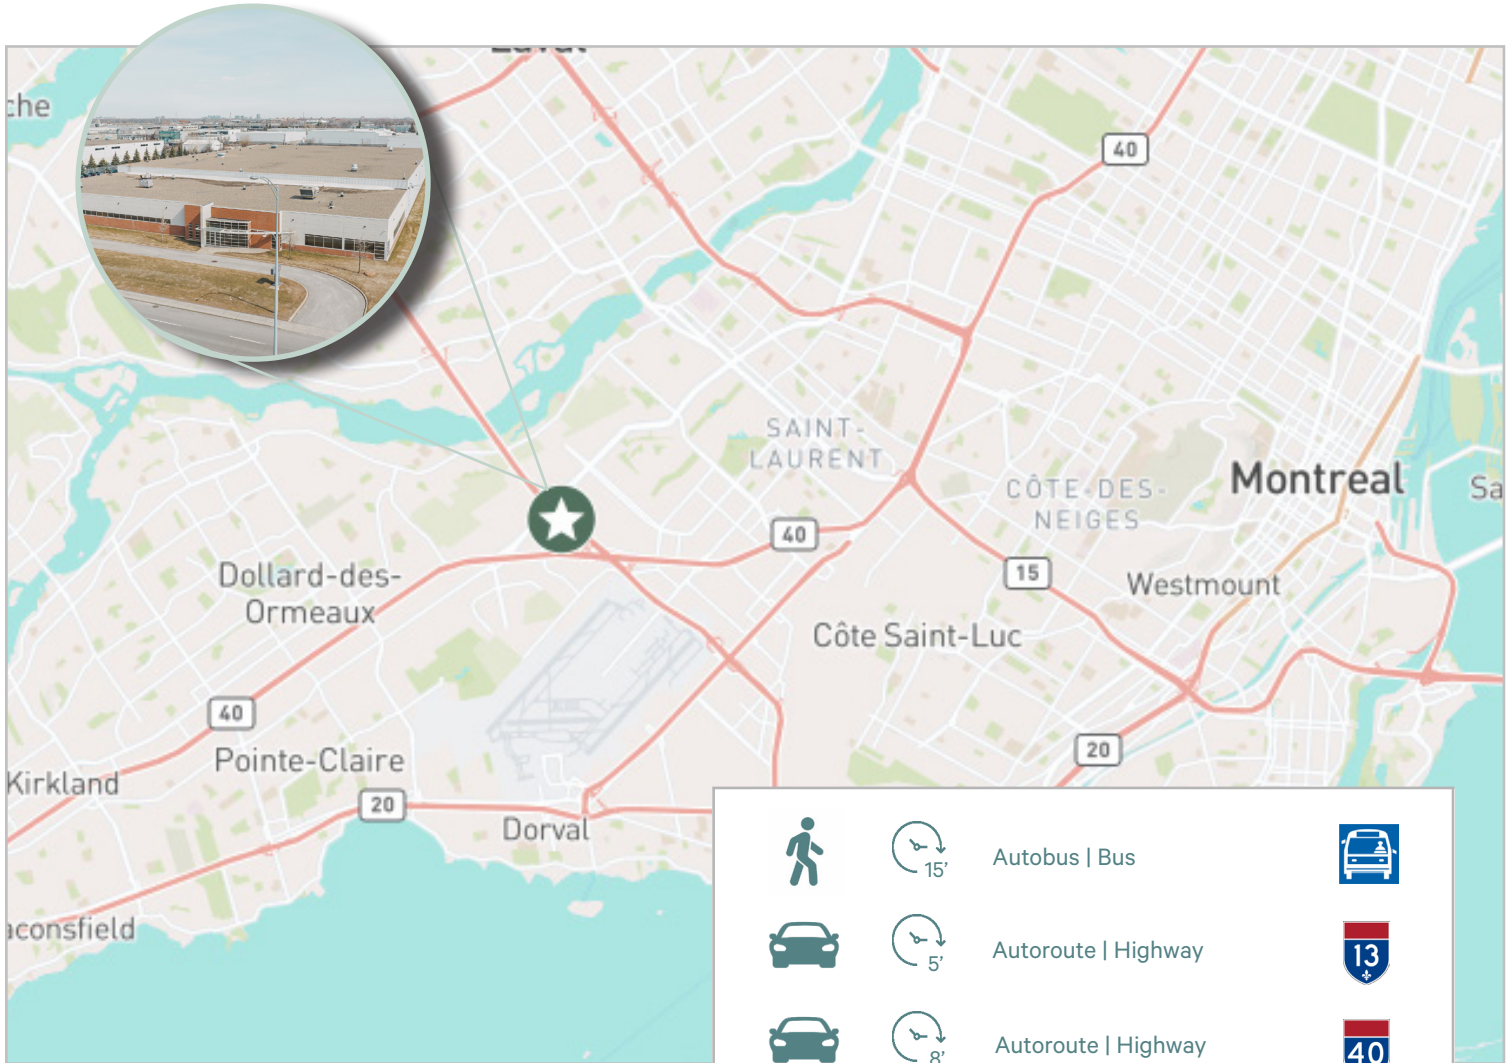 Laval
che
40
SAINT-
LAURENT
CÔTE-DES-
NEIGES
Montreal
Sa
40
15
Dollard-des-
Ormeaux
Westmount
Côte Saint-Luc
40
Pointe-Claire
20
Kirkland
20
Dorval
aconsfield
15' Autobus | Bus
5' Autoroute | Highway 13
8' Autoroute | Highway 40